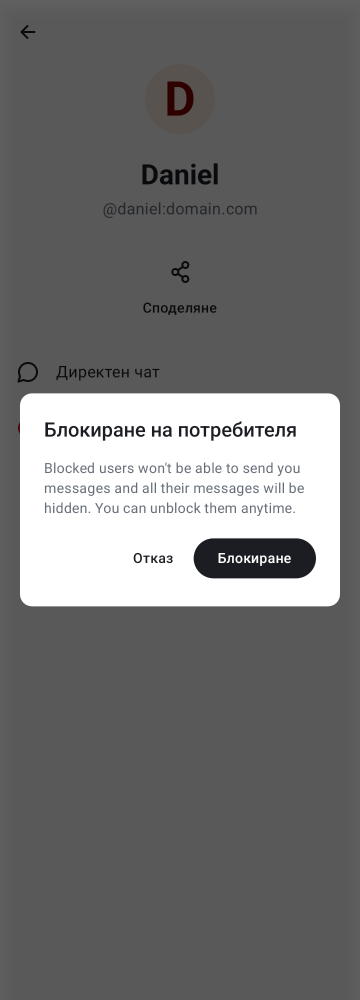 D
Daniel
@daniel:domain.com
Споделяне
Директен чат
Блокиране на потребителя
Blocked users won't be able to send you
messages and all their messages will be
hidden. You can unblock them anytime.
Отказ
Блокиране